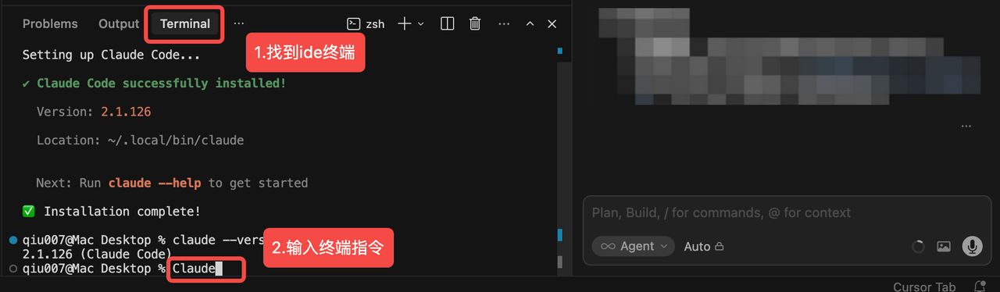 Problems Output Terminal ... zsh
1.找到ide终端
Setting up Claude Code...
✔ Claude Code successfully installed!
Version: 2.1.126
Location: ~/.local/bin/claude
Next: Run claude --help to get started
✅ Installation complete!
qiu007@Mac Desktop % claude --vers
2.输入终端指令
2.1.126 (Claude Code)
qiu007@Mac Desktop % Claude
Plan, Build, / for commands, @ for context
∞ Agent Auto
Cursor Tab